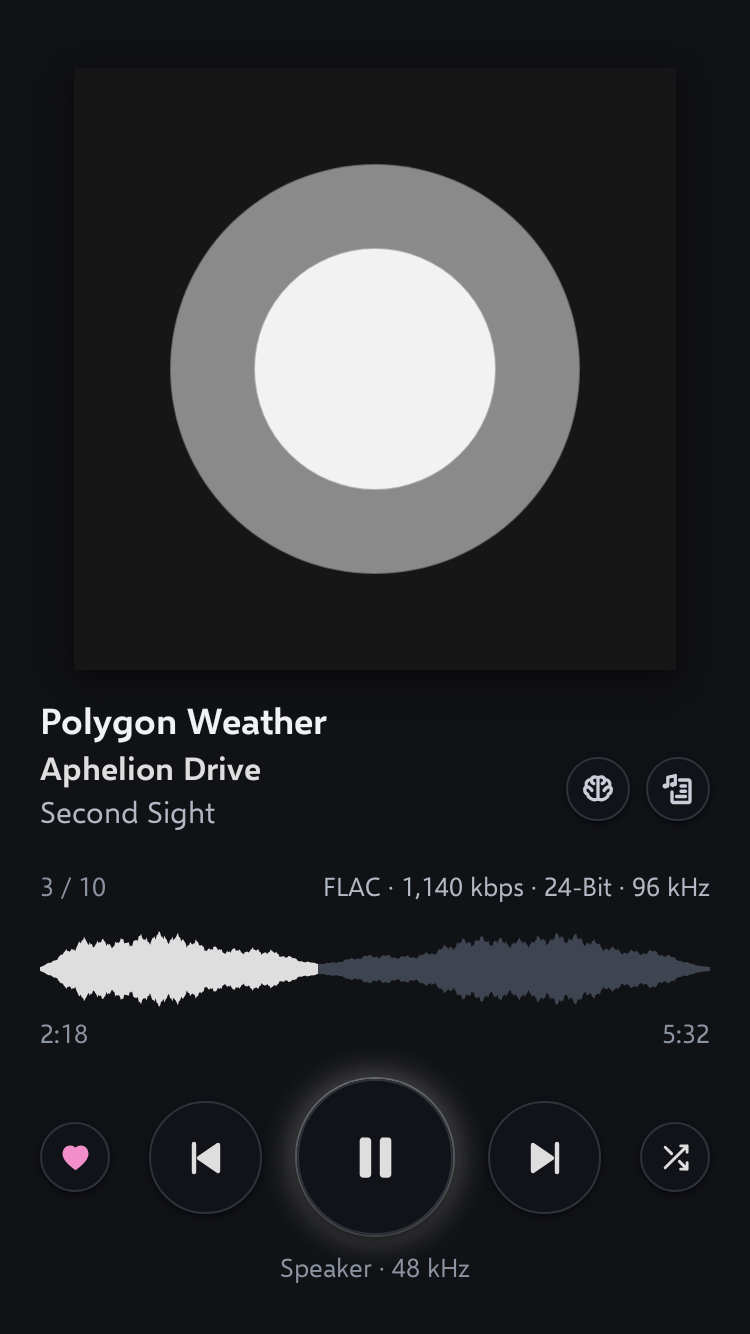 Polygon Weather
Aphelion Drive
Second Sight
3 / 10
FLAC · 1,140 kbps · 24-Bit · 96 kHz
2:18
5:32
Speaker · 48 kHz